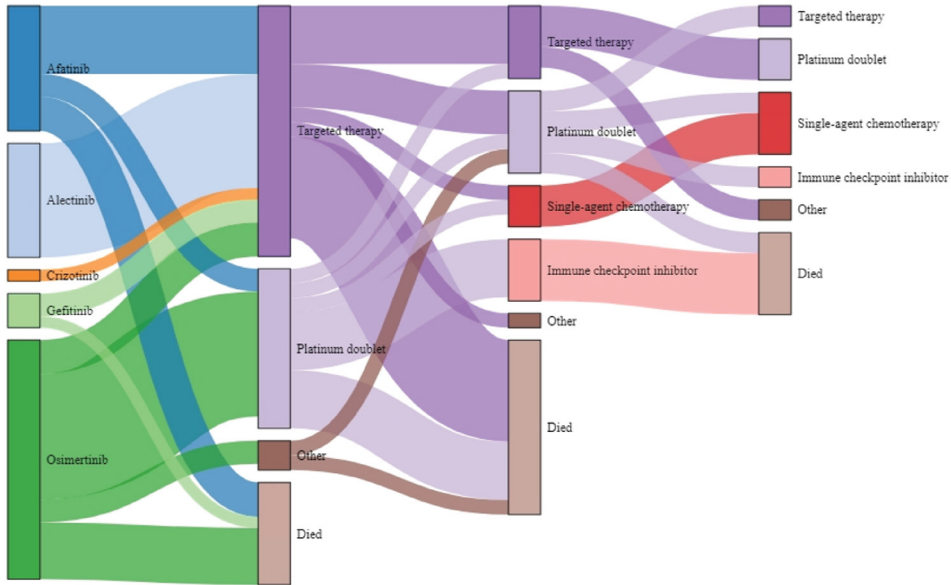 Afatinib
Alectinib
Crizotinib
Gefitinib
Osimertinib
Targeted therapy
Platinum doublet
Other
Died
Targeted therapy
Platinum doublet
Single-agent chemotherapy
Immune checkpoint inhibitor
Other
Died
Targeted therapy
Platinum doublet
Single-agent chemotherapy
Immune checkpoint inhibitor
Other
Died